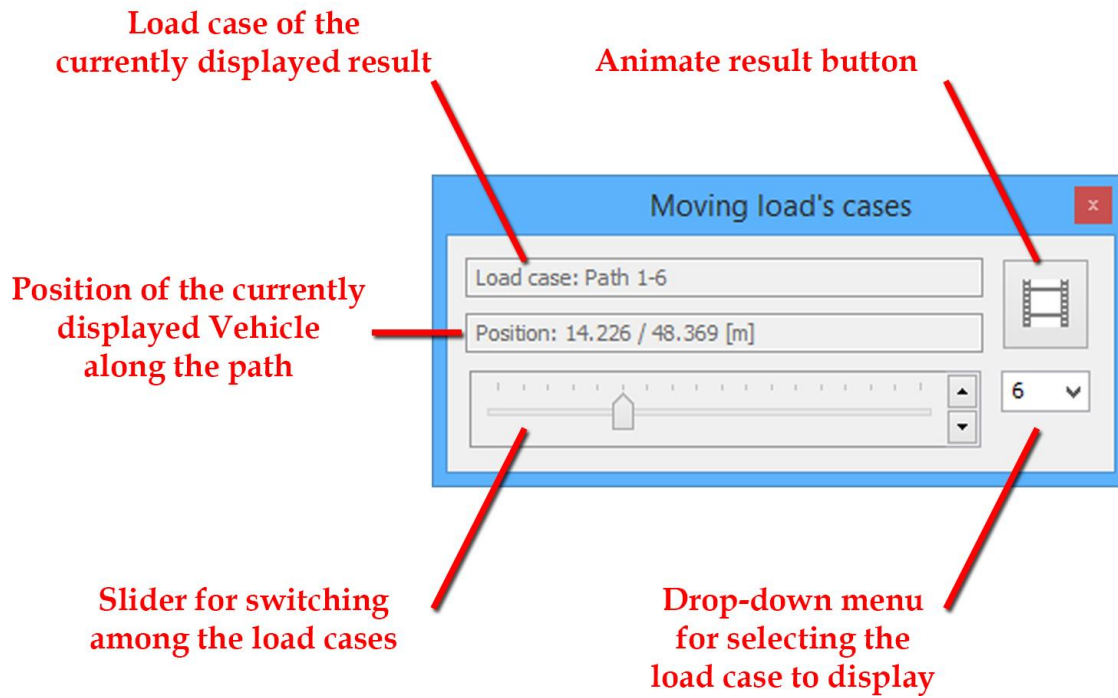 Load case of the
currently displayed result
Animate result button
Moving load's cases
x
Load case: Path 1-6
Position of the currently
displayed Vehicle
along the path
Position: 14.226 / 48.369 [m]
6
Slider for switching
among the load cases
Drop-down menu
for selecting the
load case to display